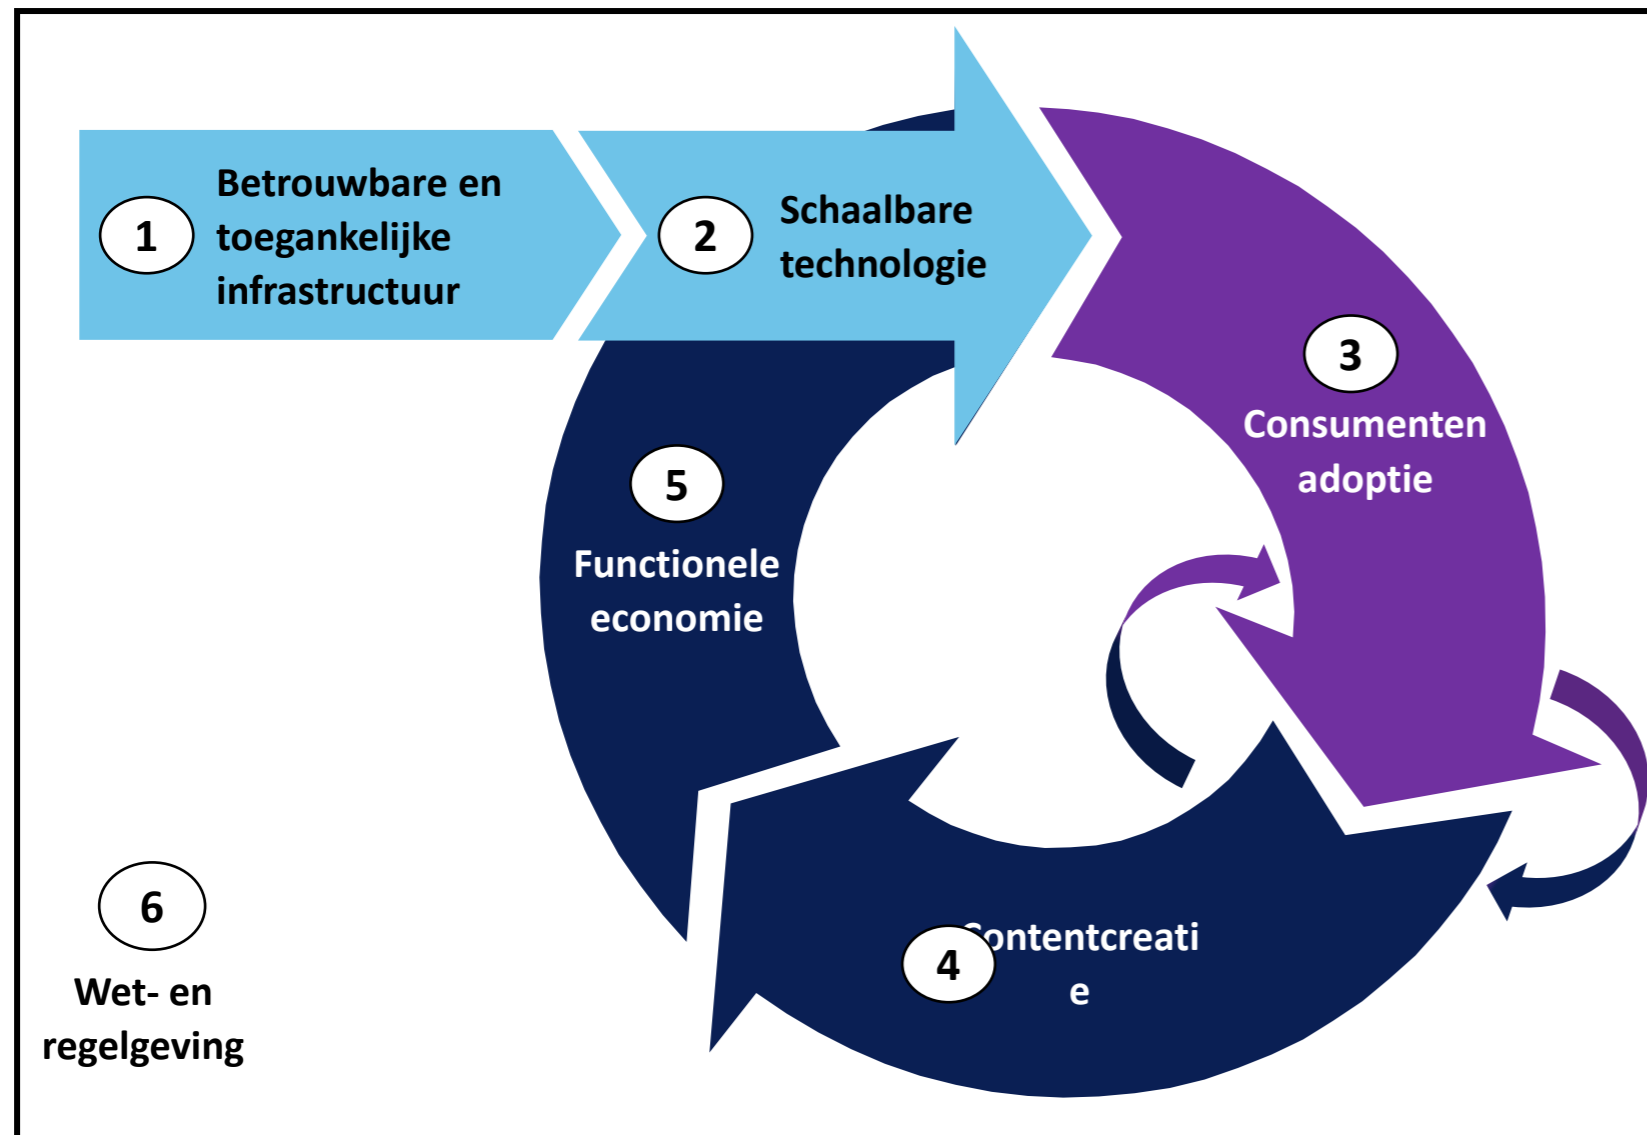 1
Betrouwbare en
toegankelijke
infrastructuur
2
Schaalbare
technologie
3
Consumenten
adoptie
4
Contentcreati
e
5
Functionele
economie
6
Wet- en
regelgeving